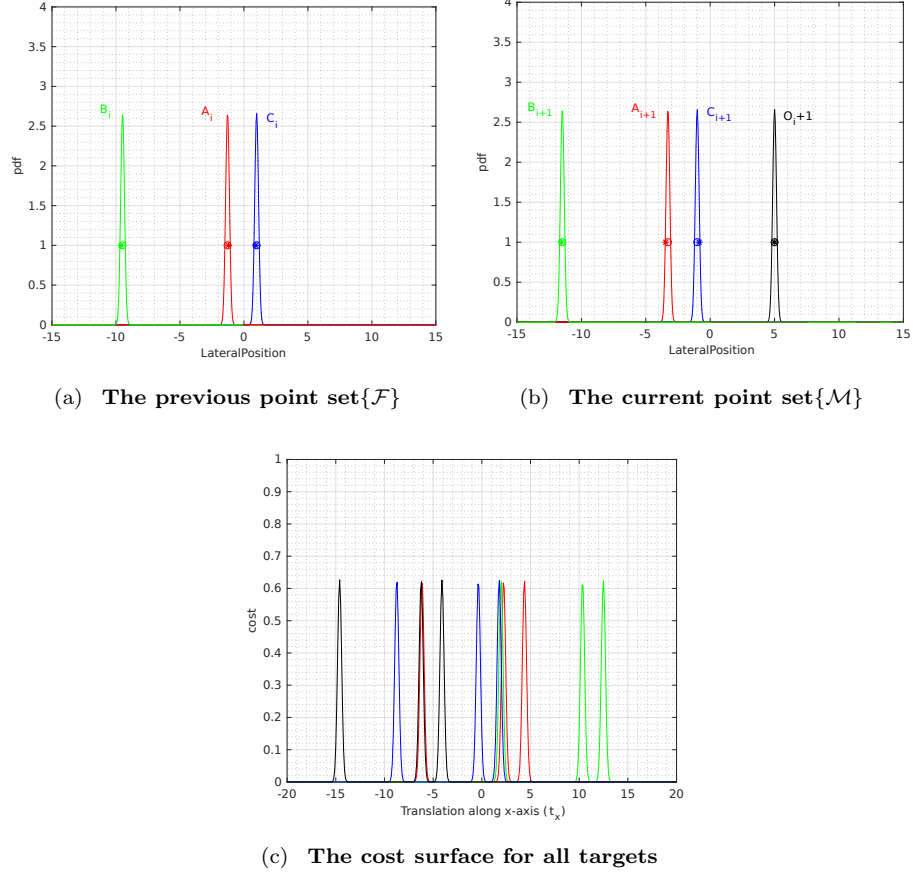 4
3.5
3
2.5
2
1.5
1
0.5
0
pdf
B_i
A_i
C_i
-15 -10 -5 0 5 10 15
LateralPosition
(a) The previous point set{ℱ}
4
3.5
3
2.5
2
1.5
1
0.5
0
pdf
B_{i+1}
A_{i+1}
C_{i+1}
O_i+1
-15 -10 -5 0 5 10 15
LateralPosition
(b) The current point set{ℳ}
1
0.9
0.8
0.7
0.6
0.5
0.4
0.3
0.2
0.1
0
cost
-20 -15 -10 -5 0 5 10 15 20
Translation along x-axis (t_x)
(c) The cost surface for all targets